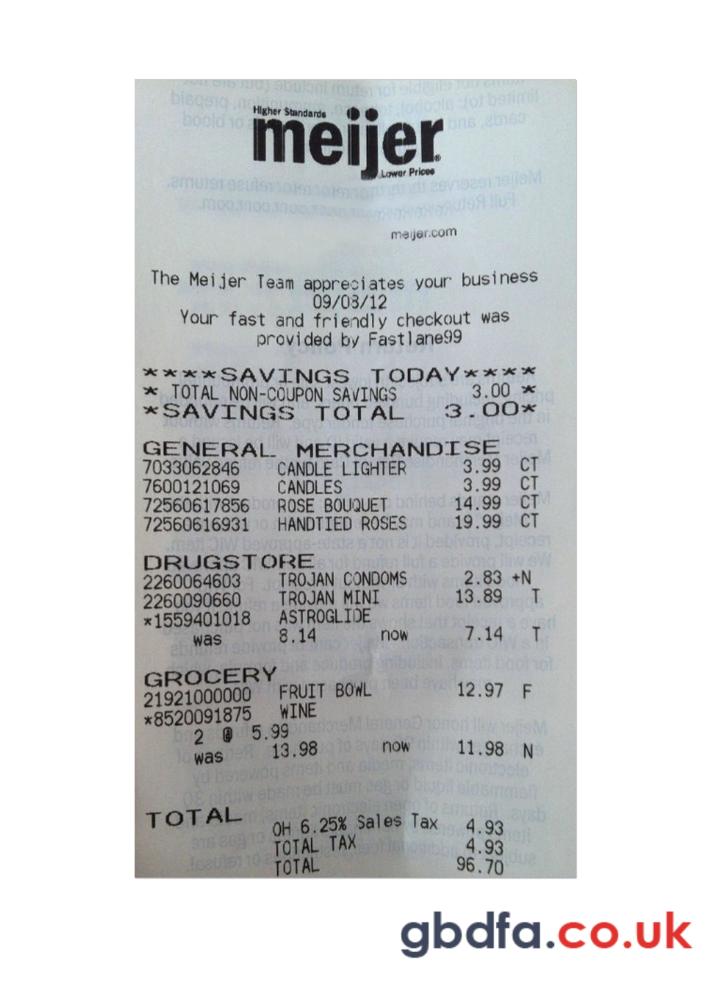 Higher Standards
meijer
Lower Prices
meijer.com
The Meijer Team appreciates your business
09/08/12
Your fast and friendly checkout was
provided by Fastlane99
****SAVINGS TODAY****
* TOTAL NON-COUPON SAVINGS 3.00 *
*SAVINGS TOTAL 3.00*
GENERAL MERCHANDISE
7033062846 CANDLE LIGHTER 3.99 CT
7600121069 CANDLES 3.99 CT
72560617856 ROSE BOUQUET 14.99 CT
72560616931 HANDTIED ROSES 19.99 CT
DRUGSTORE
2260064603 TROJAN CONDOMS 2.83 +N
2260090660 TROJAN MINI 13.89 T
*1559401018 ASTROGLIDE
was 8.14 now 7.14 T
GROCERY
21921000000 FRUIT BOWL 12.97 F
*8520091875 WINE
2 @ 5.99
was 13.98 now 11.98 N
TOTAL
OH 6.25% Sales Tax 4.93
TOTAL TAX 4.93
TOTAL 96.70
gbdfa.co.uk